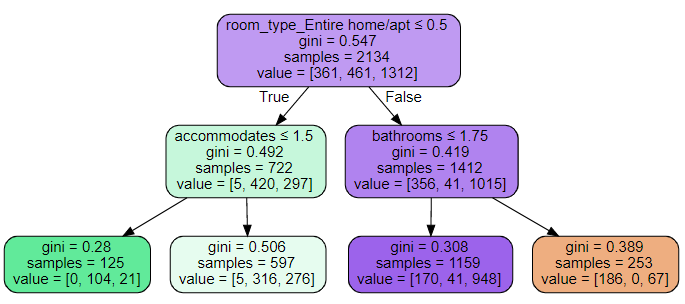 room_type_Entire home/apt ≤ 0.5
gini = 0.547
samples = 2134
value = [361, 461, 1312]
True
False
accommodates ≤ 1.5
gini = 0.492
samples = 722
value = [5, 420, 297]
bathrooms ≤ 1.75
gini = 0.419
samples = 1412
value = [356, 41, 1015]
gini = 0.28
samples = 125
value = [0, 104, 21]
gini = 0.506
samples = 597
value = [5, 316, 276]
gini = 0.308
samples = 1159
value = [170, 41, 948]
gini = 0.389
samples = 253
value = [186, 0, 67]